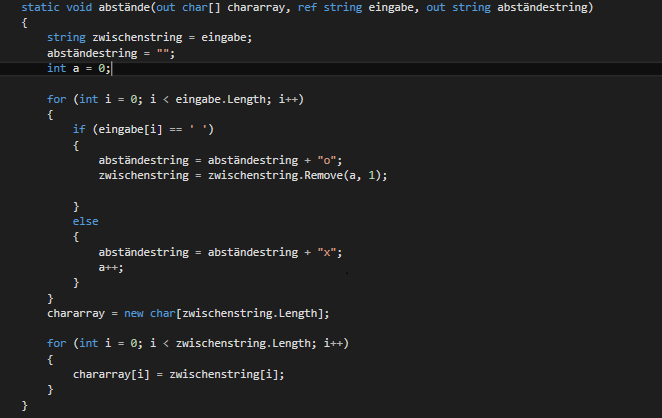 static void abstände(out char[] chararray, ref string eingabe, out string abständestring)
{
    string zwischenstring = eingabe;
    abständestring = "";
    int a = 0;
    for (int i = 0; i < eingabe.Length; i++)
    {
        if (eingabe[i] == ' ')
        {
            abständestring = abständestring + "o";
            zwischenstring = zwischenstring.Remove(a, 1);
        }
        else
        {
            abständestring = abständestring + "x";
            a++;
        }
    }
    chararray = new char[zwischenstring.Length];
    for (int i = 0; i < zwischenstring.Length; i++)
    {
        chararray[i] = zwischenstring[i];
    }
}